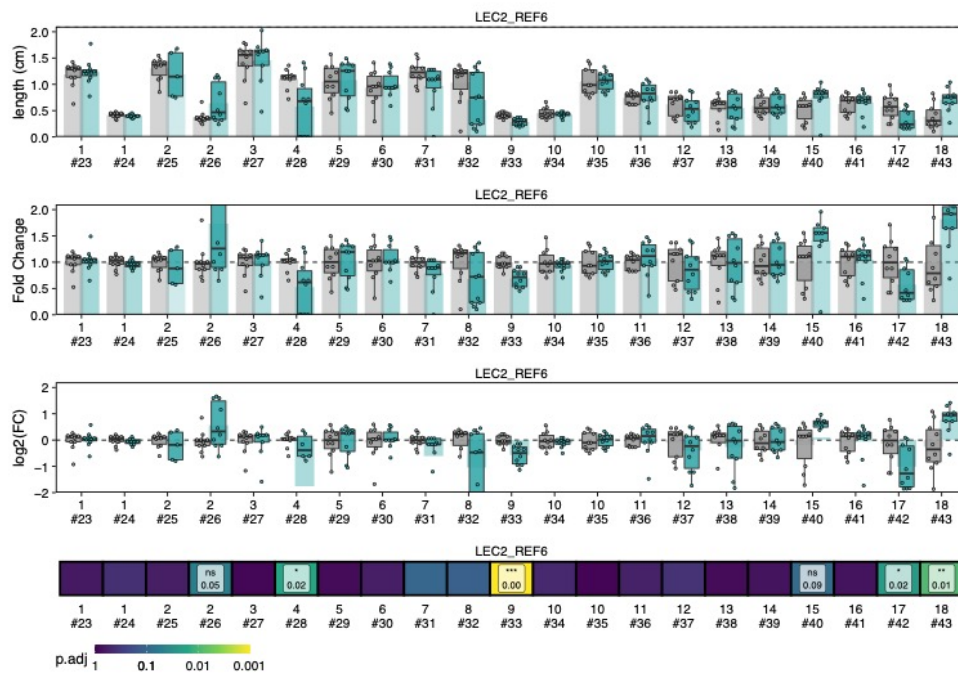 LEC2_REF6
length (cm)
2.0
1.5
1.0
0.5
0.0
1 1 2 2 3 4 5 6 7 8 9 10 10 11 12 13 14 15 16 17 18
#23 #24 #25 #26 #27 #28 #29 #30 #31 #32 #33 #34 #35 #36 #37 #38 #39 #40 #41 #42 #43
LEC2_REF6
Fold Change
2.0
1.5
1.0
0.5
0.0
1 1 2 2 3 4 5 6 7 8 9 10 10 11 12 13 14 15 16 17 18
#23 #24 #25 #26 #27 #28 #29 #30 #31 #32 #33 #34 #35 #36 #37 #38 #39 #40 #41 #42 #43
LEC2_REF6
log2(FC)
2
1
0
−1
−2
1 1 2 2 3 4 5 6 7 8 9 10 10 11 12 13 14 15 16 17 18
#23 #24 #25 #26 #27 #28 #29 #30 #31 #32 #33 #34 #35 #36 #37 #38 #39 #40 #41 #42 #43
LEC2_REF6
ns * *** ns * **
0.05 0.02 0.00 0.09 0.02 0.01
1 1 2 2 3 4 5 6 7 8 9 10 10 11 12 13 14 15 16 17 18
#23 #24 #25 #26 #27 #28 #29 #30 #31 #32 #33 #34 #35 #36 #37 #38 #39 #40 #41 #42 #43
p.adj 1 0.1 0.01 0.001